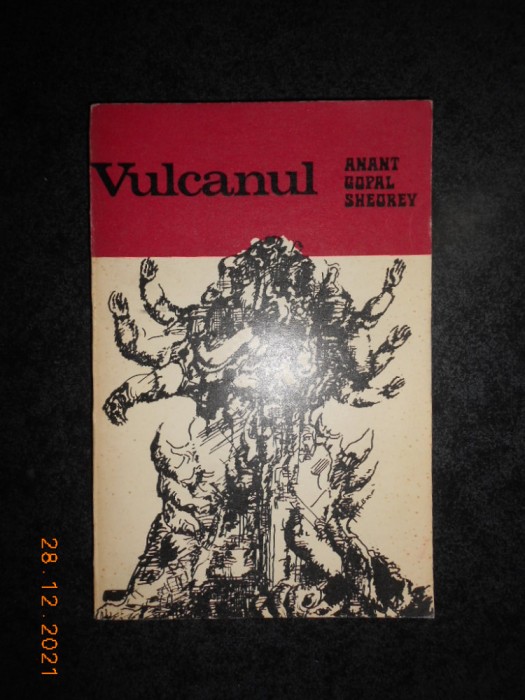 Vulcanul
ANANT
GOPAL
SHEOREY
28.12.2021